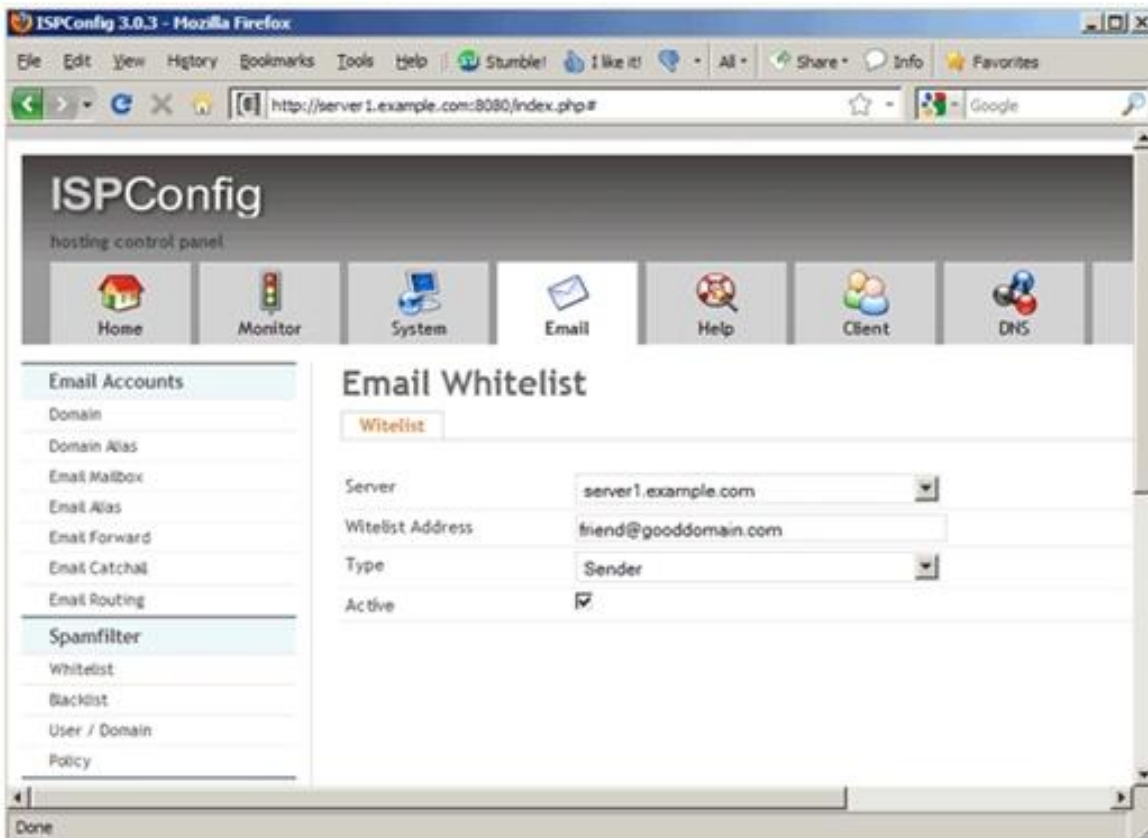 ISPConfig 3.0.3 - Mozilla Firefox
File Edit View History Bookmarks Tools Help Stumble! I like it! All Share Info Favorites
http://server1.example.com:8080/index.php# Google
ISPConfig
hosting control panel
Home Monitor System Email Help Client DNS
Email Accounts
Domain
Domain Alias
Email Mailbox
Email Alias
Email Forward
Email Catchall
Email Routing
Spamfilter
Whitelist
Blacklist
User / Domain
Policy
Email Whitelist
Witelist
Server server1.example.com
Witelist Address friend@gooddomain.com
Type Sender
Active
Done